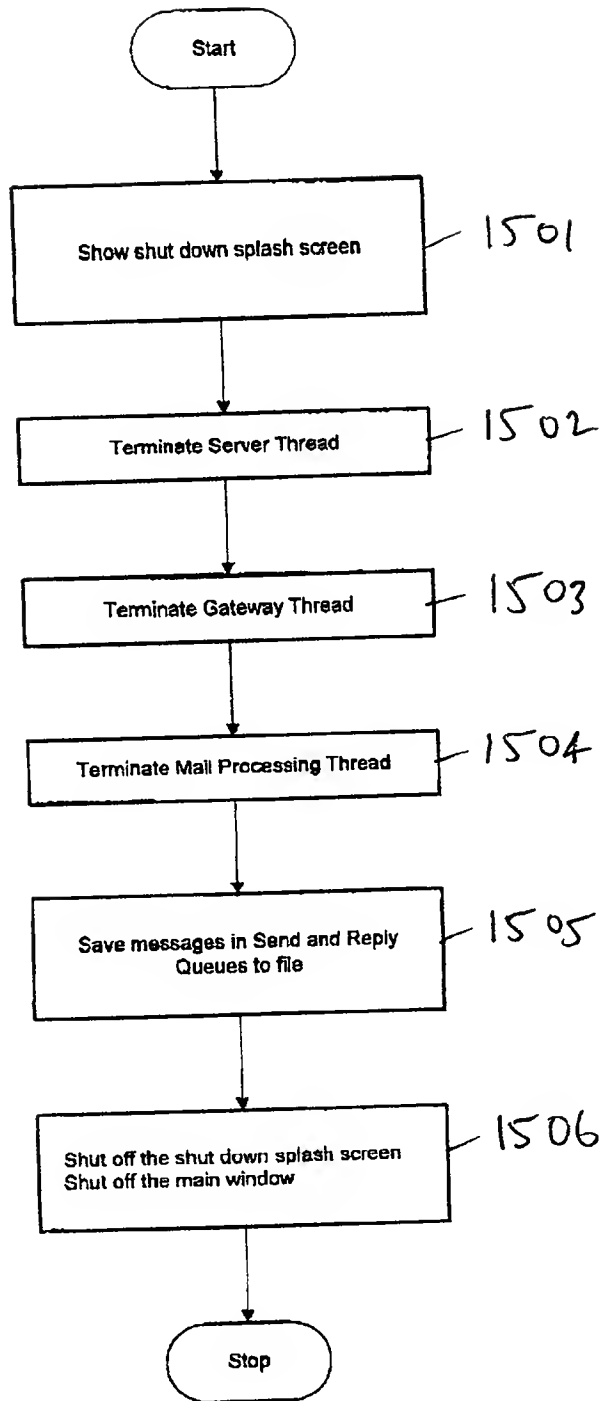 Start
Show shut down splash screen
1501
Terminate Server Thread
1502
Terminate Gateway Thread
1503
Terminate Mail Processing Thread
1504
Save messages in Send and Reply
Queues to file
1505
Shut off the shut down splash screen
Shut off the main window
1506
Stop